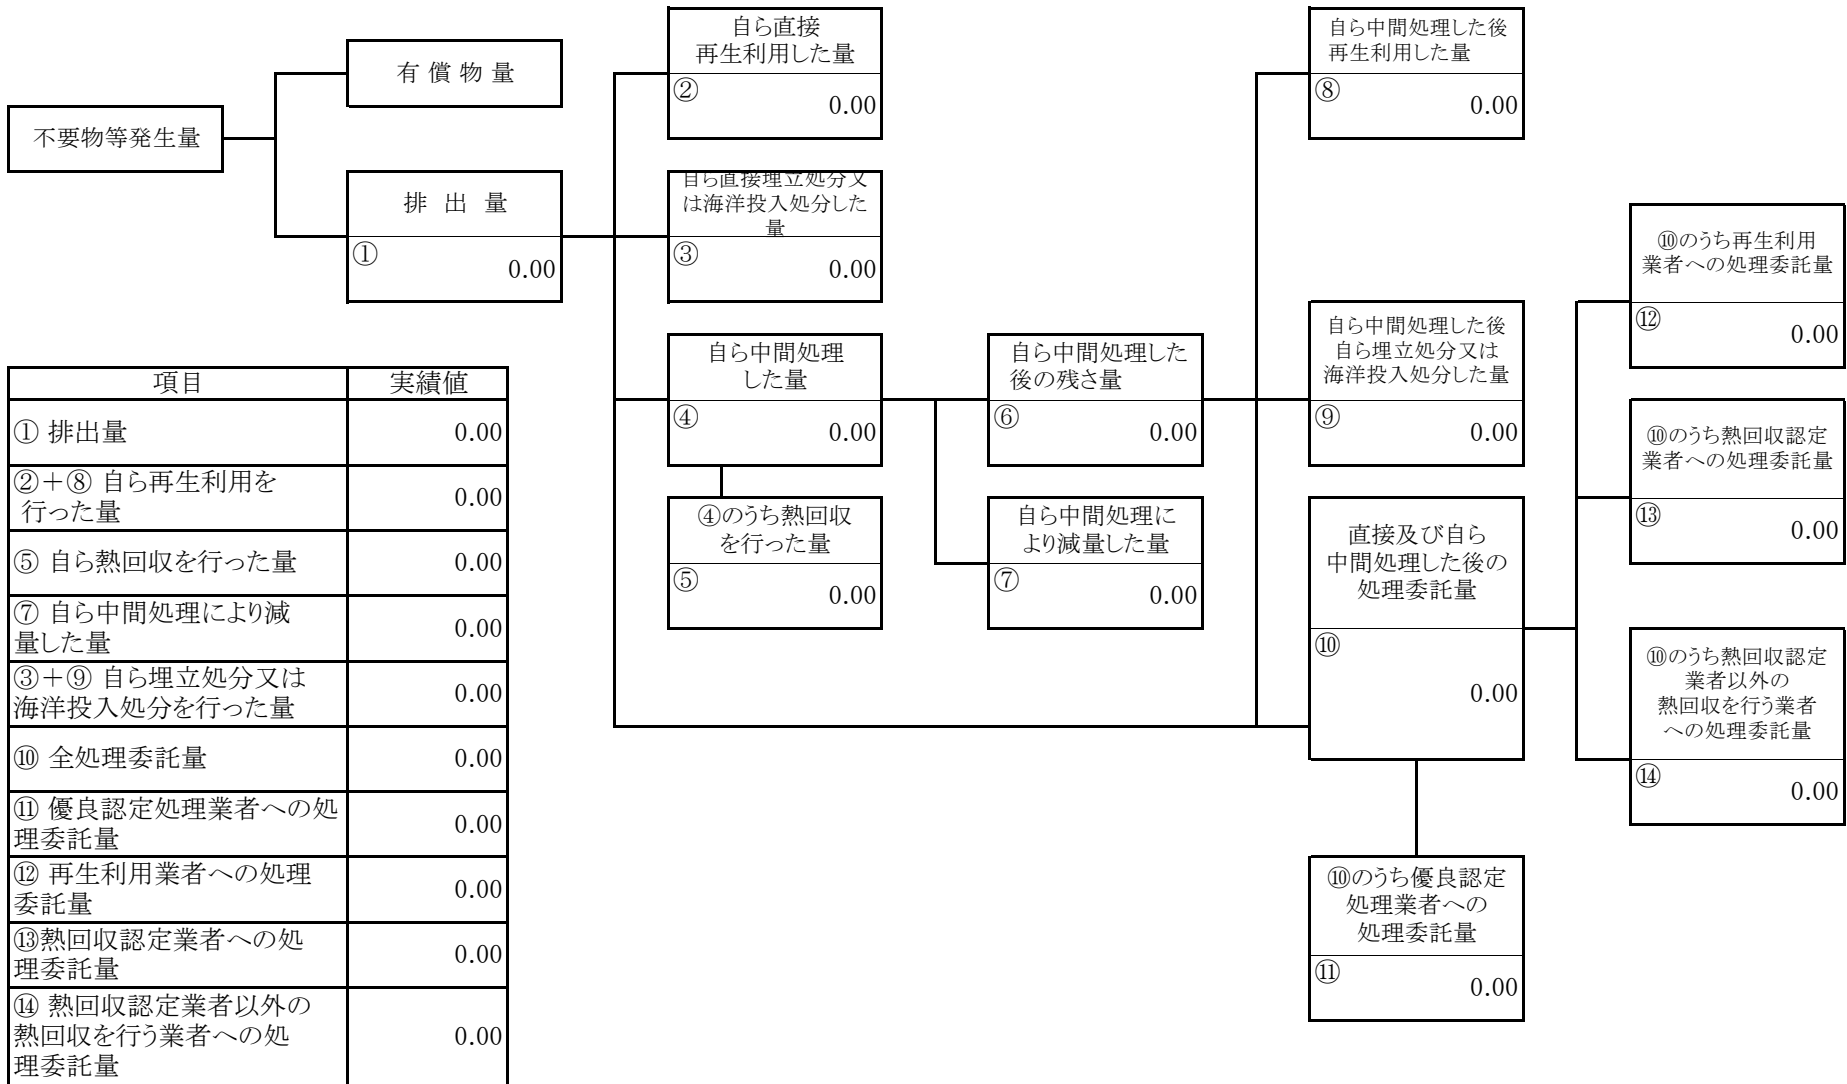 不要物等発生量
有 償 物 量
排 出 量
①
0.00
自ら直接
再生利用した量
②
0.00
自ら直接埋立処分又
は海洋投入処分した
量
③
0.00
自ら中間処理
した量
④
0.00
④のうち熱回収
を行った量
⑤
0.00
自ら中間処理した
後の残さ量
⑥
0.00
自ら中間処理に
より減量した量
⑦
0.00
自ら中間処理した後
再生利用した量
⑧
0.00
自ら中間処理した後
自ら埋立処分又は
海洋投入処分した量
⑨
0.00
直接及び自ら
中間処理した後の
処理委託量
⑩
0.00
⑩のうち優良認定
処理業者への
処理委託量
⑪
0.00
⑩のうち再生利用
業者への処理委託量
⑫
0.00
⑩のうち熱回収認定
業者への処理委託量
⑬
0.00
⑩のうち熱回収認定
業者以外の
熱回収を行う業者
への処理委託量
⑭
0.00
項目 実績値
① 排出量 0.00
②＋⑧ 自ら再生利用を
行った量 0.00
⑤ 自ら熱回収を行った量 0.00
⑦ 自ら中間処理により減
量した量 0.00
③＋⑨ 自ら埋立処分又は
海洋投入処分を行った量 0.00
⑩ 全処理委託量 0.00
⑪ 優良認定処理業者への処
理委託量 0.00
⑫ 再生利用業者への処理
委託量 0.00
⑬熱回収認定業者への処
理委託量 0.00
⑭ 熱回収認定業者以外の
熱回収を行う業者への処
理委託量 0.00